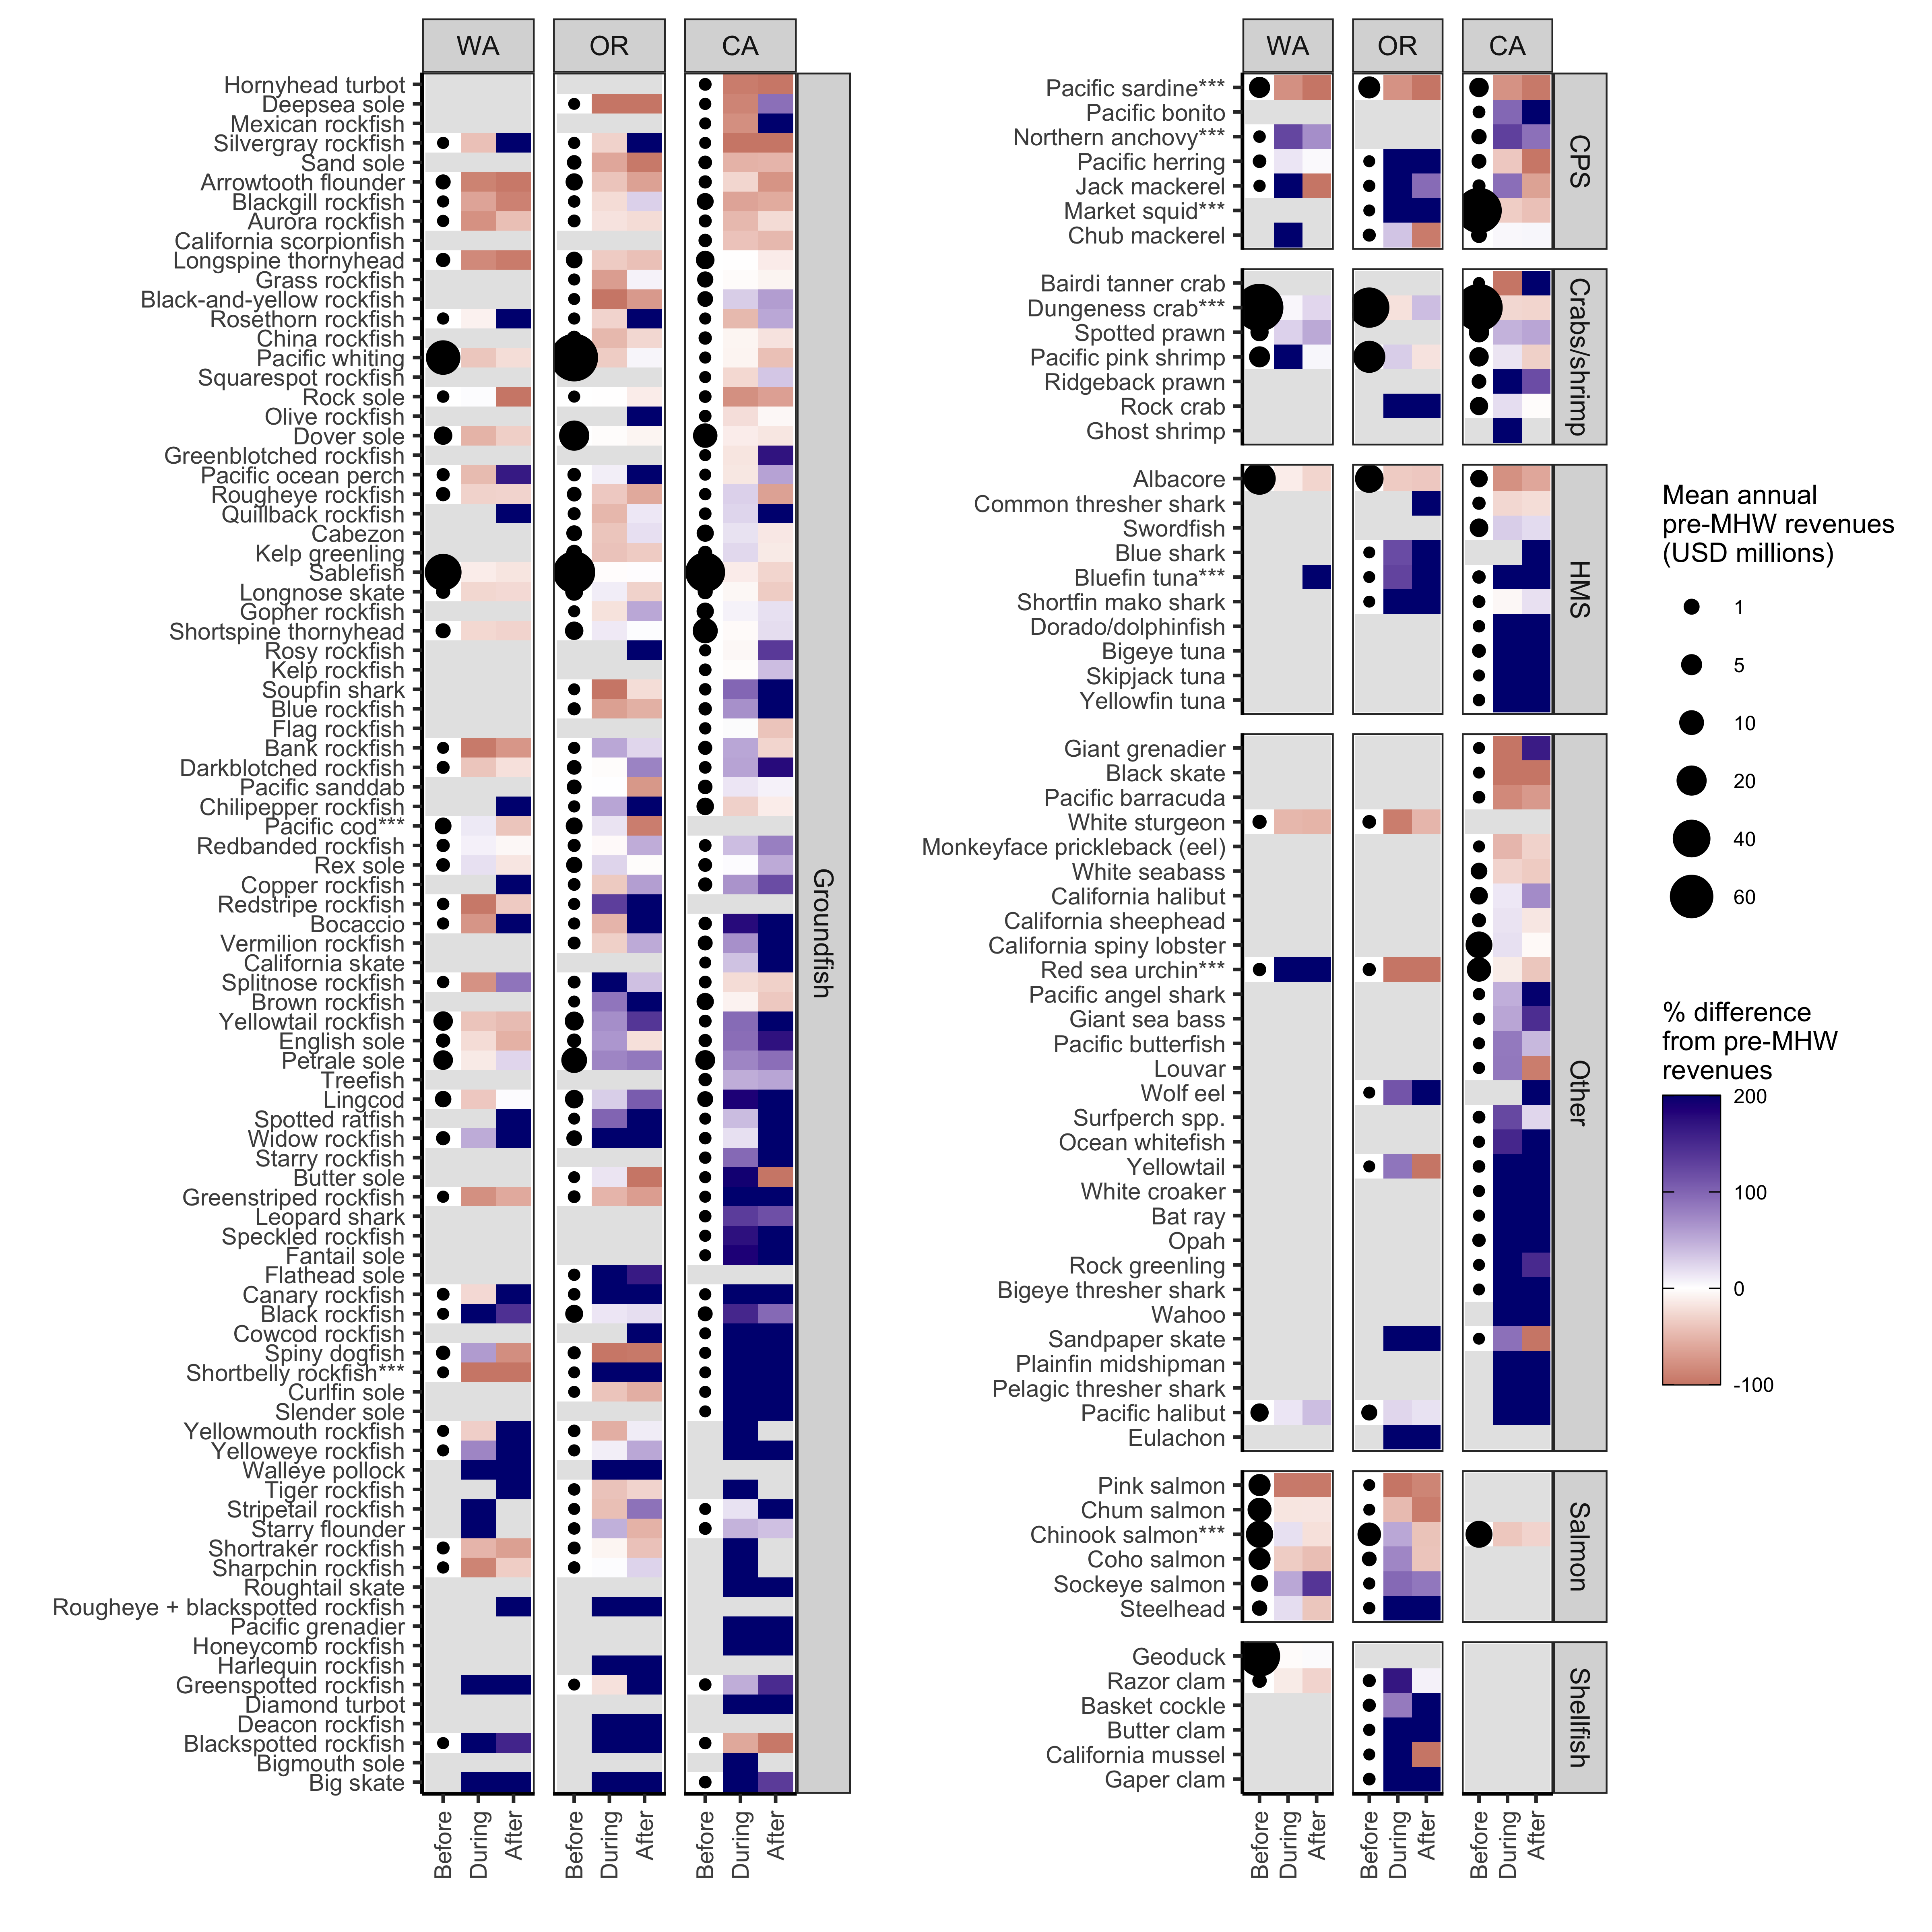 WA
OR
CA
Hornyhead turbot
Deepsea sole
Mexican rockfish
Silvergray rockfish
Sand sole
Arrowtooth flounder
Blackgill rockfish
Aurora rockfish
California scorpionfish
Longspine thornyhead
Grass rockfish
Black-and-yellow rockfish
Rosethorn rockfish
China rockfish
Pacific whiting
Squarespot rockfish
Rock sole
Olive rockfish
Dover sole
Greenblotched rockfish
Pacific ocean perch
Rougheye rockfish
Quillback rockfish
Cabezon
Kelp greenling
Sablefish
Longnose skate
Gopher rockfish
Shortspine thornyhead
Rosy rockfish
Kelp rockfish
Soupfin shark
Blue rockfish
Flag rockfish
Bank rockfish
Darkblotched rockfish
Pacific sanddab
Chilipepper rockfish
Pacific cod***
Redbanded rockfish
Rex sole
Copper rockfish
Redstripe rockfish
Bocaccio
Vermilion rockfish
California skate
Splitnose rockfish
Brown rockfish
Yellowtail rockfish
English sole
Petrale sole
Treefish
Lingcod
Spotted ratfish
Widow rockfish
Starry rockfish
Butter sole
Greenstriped rockfish
Leopard shark
Speckled rockfish
Fantail sole
Flathead sole
Canary rockfish
Black rockfish
Cowcod rockfish
Spiny dogfish
Shortbelly rockfish***
Curlfin sole
Slender sole
Yellowmouth rockfish
Yelloweye rockfish
Walleye pollock
Tiger rockfish
Stripetail rockfish
Starry flounder
Shortraker rockfish
Sharpchin rockfish
Roughtail skate
Rougheye + blackspotted rockfish
Pacific grenadier
Honeycomb rockfish
Harlequin rockfish
Greenspotted rockfish
Diamond turbot
Deacon rockfish
Blackspotted rockfish
Bigmouth sole
Big skate
Groundfish
Before
During
After
Before
During
After
Before
During
After
WA
OR
CA
Pacific sardine***
Pacific bonito
Northern anchovy***
Pacific herring
Jack mackerel
Market squid***
Chub mackerel
CPS
Bairdi tanner crab
Dungeness crab***
Spotted prawn
Pacific pink shrimp
Ridgeback prawn
Rock crab
Ghost shrimp
Crabs/shrimp
Albacore
Common thresher shark
Swordfish
Blue shark
Bluefin tuna***
Shortfin mako shark
Dorado/dolphinfish
Bigeye tuna
Skipjack tuna
Yellowfin tuna
HMS
Giant grenadier
Black skate
Pacific barracuda
White sturgeon
Monkeyface prickleback (eel)
White seabass
California halibut
California sheephead
California spiny lobster
Red sea urchin***
Pacific angel shark
Giant sea bass
Pacific butterfish
Louvar
Wolf eel
Surfperch spp.
Ocean whitefish
Yellowtail
White croaker
Bat ray
Opah
Rock greenling
Bigeye thresher shark
Wahoo
Sandpaper skate
Plainfin midshipman
Pelagic thresher shark
Pacific halibut
Eulachon
Other
Pink salmon
Chum salmon
Chinook salmon***
Coho salmon
Sockeye salmon
Steelhead
Salmon
Geoduck
Razor clam
Basket cockle
Butter clam
California mussel
Gaper clam
Shellfish
Before
During
After
Before
During
After
Before
During
After
Mean annual
pre-MHW revenues
(USD millions)
1
5
10
20
40
60
% difference
from pre-MHW
revenues
200
100
0
-100